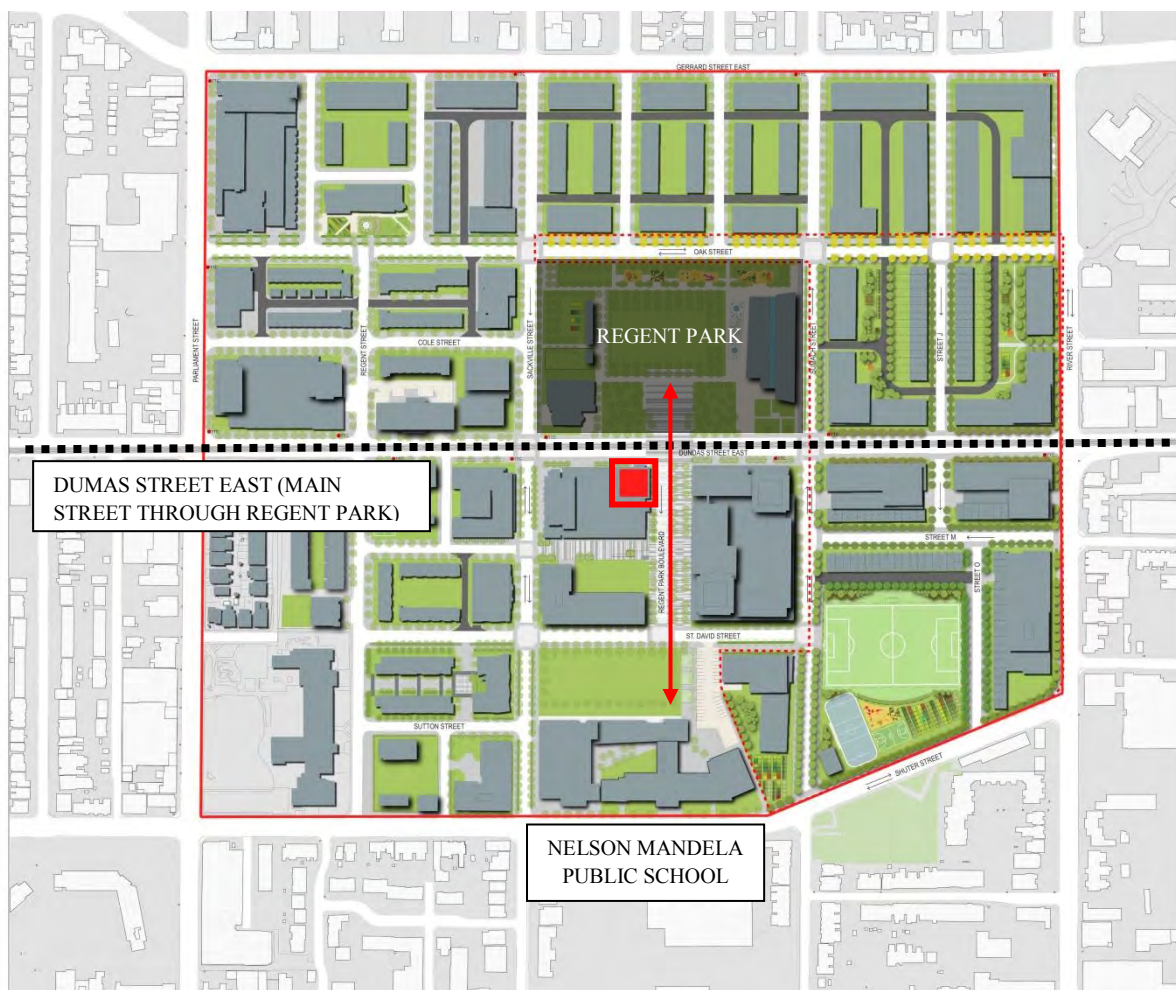 GERRARD STREET EAST
OAK STREET
REGENT PARK
PARLIAMENT STREET
REGENT STREET
COLE STREET
SACKVILLE STREET
SUMACH STREET
STREET J
RIVER STREET
DUNDAS STREET EAST
DUMAS STREET EAST (MAIN
STREET THROUGH REGENT PARK)
REGENT PARK BOULEVARD
STREET M
STREET O
ST. DAVID STREET
SUTTON STREET
SHUTER STREET
NELSON MANDELA
PUBLIC SCHOOL